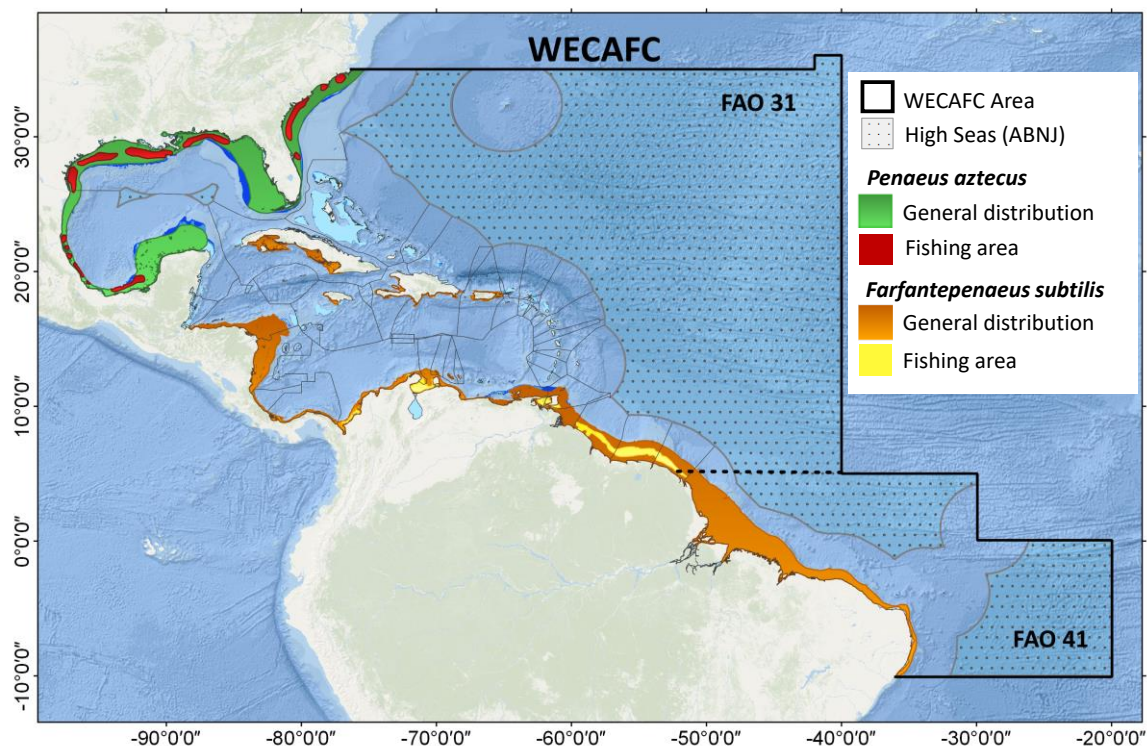 WECAFC
FAO 31
WECAFC Area
High Seas (ABNJ)
Penaeus aztecus
General distribution
Fishing area
Farfantepenaeus subtilis
General distribution
Fishing area
FAO 41
30°0'0"
20°0'0"
10°0'0"
0°0'0"
-10°0'0"
-90°0'0"
-80°0'0"
-70°0'0"
-60°0'0"
-50°0'0"
-40°0'0"
-30°0'0"
-20°0'0"